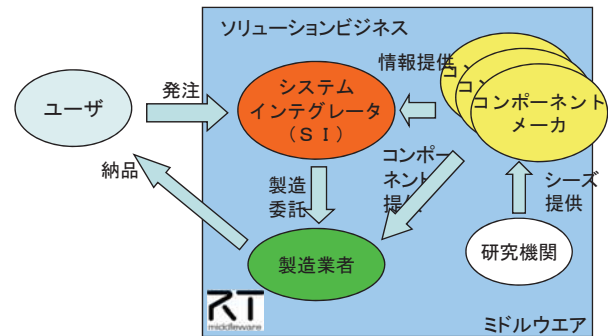 ソリューションビジネス
情報提供
コン
コン
コンポーネント
メーカ
システム
インテグレータ
（ＳＩ）
ユーザ
発注
納品
製造
委託
コンポー
ネント
提供
シーズ
提供
製造業者
研究機関
RT
middleware
ミドルウエア